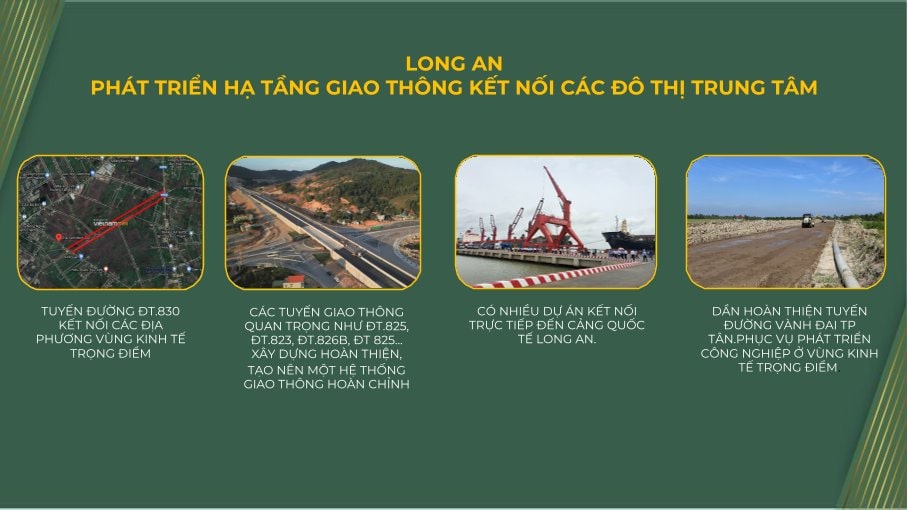 LONG AN
PHÁT TRIỂN HẠ TẦNG GIAO THÔNG KẾT NỐI CÁC ĐÔ THỊ TRUNG TÂM
TUYẾN ĐƯỜNG ĐT.830
KẾT NỐI CÁC ĐỊA
PHƯƠNG VÙNG KINH TẾ
TRỌNG ĐIỂM
CÁC TUYẾN GIAO THÔNG
QUAN TRỌNG NHƯ ĐT.825,
ĐT.823, ĐT.826B, ĐT 825...
XÂY DỰNG HOÀN THIỆN,
TẠO NÊN MỘT HỆ THỐNG
GIAO THÔNG HOÀN CHỈNH
CÓ NHIỀU DỰ ÁN KẾT NỐI
TRỰC TIẾP ĐẾN CẢNG QUỐC
TẾ LONG AN.
DẦN HOÀN THIỆN TUYẾN
ĐƯỜNG VÀNH ĐAI TP
TÂN.PHỤC VỤ PHÁT TRIỂN
CÔNG NGHIỆP Ở VÙNG KINH
TẾ TRỌNG ĐIỂM